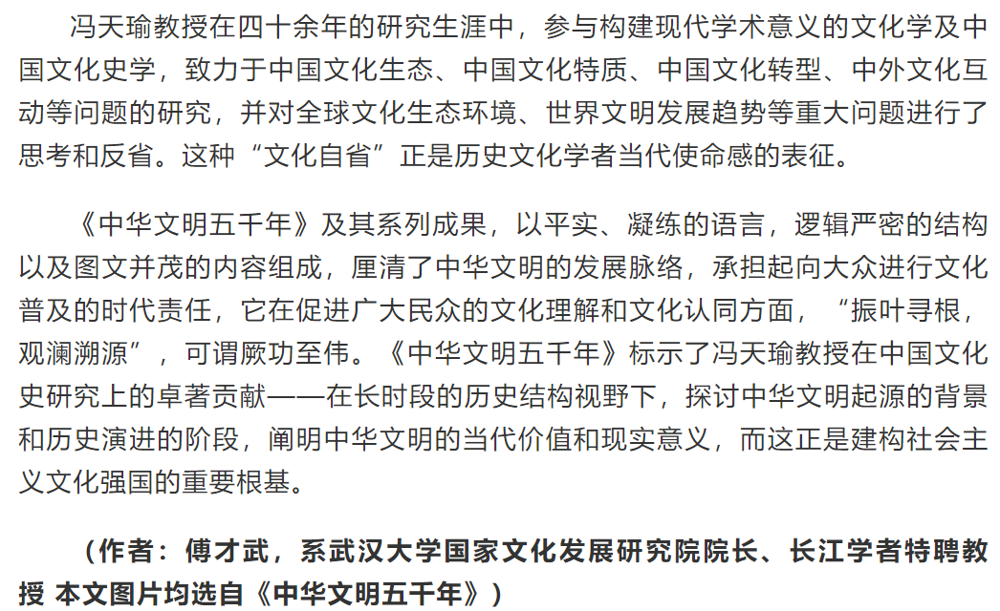 冯天瑜教授在四十余年的研究生涯中，参与构建现代学术意义的文化学及中
国文化史学，致力于中国文化生态、中国文化特质、中国文化转型、中外文化互
动等问题的研究，并对全球文化生态环境、世界文明发展趋势等重大问题进行了
思考和反省。这种“文化自省”正是历史文化学者当代使命感的表征。
《中华文明五千年》及其系列成果，以平实、凝练的语言，逻辑严密的结构
以及图文并茂的内容组成，厘清了中华文明的发展脉络，承担起向大众进行文化
普及的时代责任，它在促进广大民众的文化理解和文化认同方面，“振叶寻根，
观澜溯源”，可谓厥功至伟。《中华文明五千年》标示了冯天瑜教授在中国文化
史研究上的卓著贡献——在长时段的历史结构视野下，探讨中华文明起源的背景
和历史演进的阶段，阐明中华文明的当代价值和现实意义，而这正是建构社会主
义文化强国的重要根基。
（作者：傅才武，系武汉大学国家文化发展研究院院长、长江学者特聘教
授 本文图片均选自《中华文明五千年》）